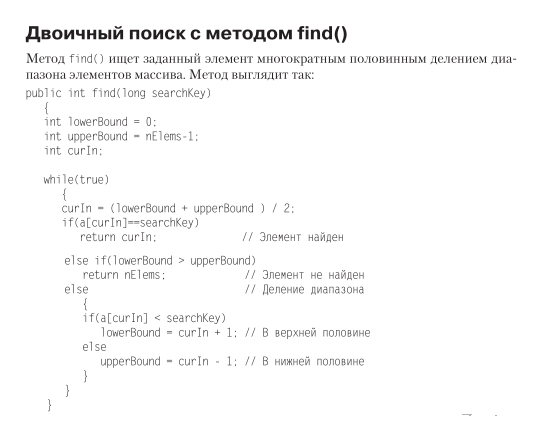 Двоичный поиск с методом find()
Метод find() ищет заданный элемент многократным половинным делением диа-
пазона элементов массива. Метод выглядит так:
public int find(long searchKey)
{
int lowerBound = 0;
int upperBound = nElems-1;
int curIn;
while(true)
{
curIn = (lowerBound + upperBound ) / 2;
if(a[curIn]==searchKey)
return curIn; // Элемент найден
else if(lowerBound > upperBound)
return nElems; // Элемент не найден
else // Деление диапазона
{
if(a[curIn] < searchKey)
lowerBound = curIn + 1; // В верхней половине
else
upperBound = curIn - 1; // В нижней половине
}
}
}